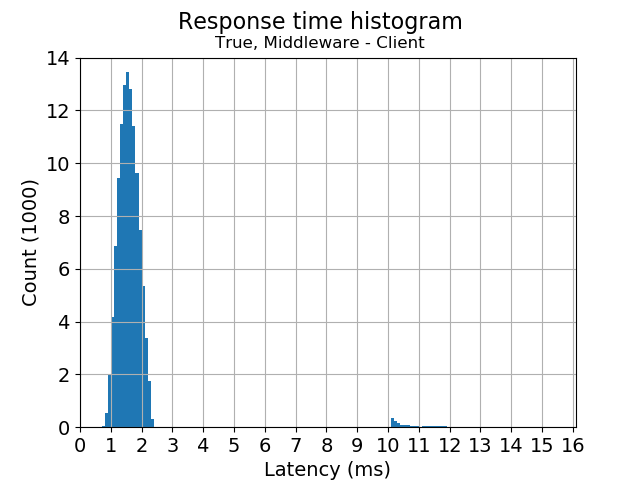 Response time histogram
True, Middleware - Client
Count (1000)
14
12
10
8
6
4
2
0
0 1 2 3 4 5 6 7 8 9 10 11 12 13 14 15 16
Latency (ms)